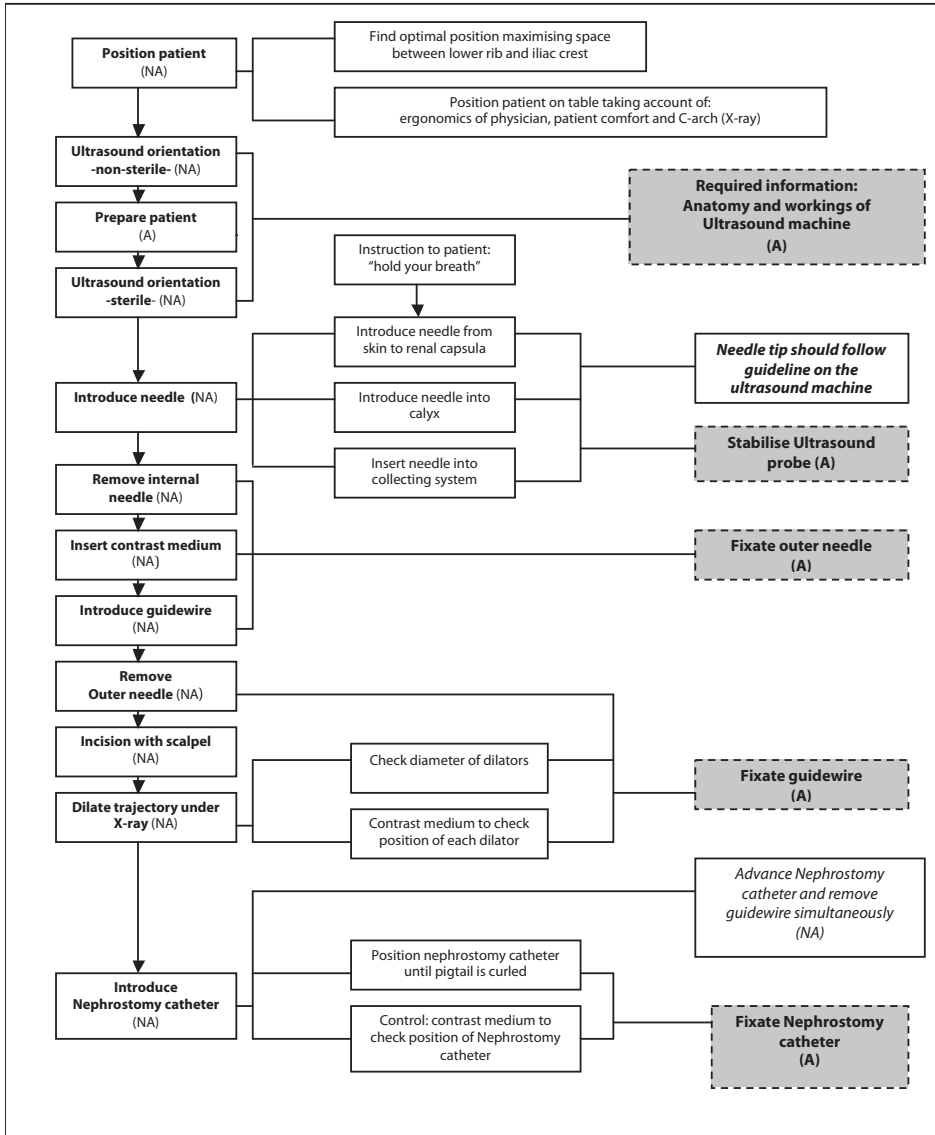 Position patient
(NA)
Find optimal position maximising space
between lower rib and iliac crest
Position patient on table taking account of:
ergonomics of physician, patient comfort and C-arch (X-ray)
Ultrasound orientation
-non-sterile- (NA)
Prepare patient
(A)
Ultrasound orientation
-sterile- (NA)
Required information:
Anatomy and workings of
Ultrasound machine
(A)
Instruction to patient:
“hold your breath”
Introduce needle (NA)
Introduce needle from
skin to renal capsula
Introduce needle into
calyx
Insert needle into
collecting system
Needle tip should follow
guideline on the
ultrasound machine
Stabilise Ultrasound
probe (A)
Remove internal
needle (NA)
Insert contrast medium
(NA)
Introduce guidewire
(NA)
Fixate outer needle
(A)
Remove
Outer needle (NA)
Incision with scalpel
(NA)
Dilate trajectory under
X-ray (NA)
Check diameter of dilators
Contrast medium to check
position of each dilator
Fixate guidewire
(A)
Advance Nephrostomy
catheter and remove
guidewire simultaneously
(NA)
Introduce
Nephrostomy catheter
(NA)
Position nephrostomy catheter
until pigtail is curled
Control: contrast medium to
check position of Nephrostomy
catheter
Fixate Nephrostomy
catheter
(A)